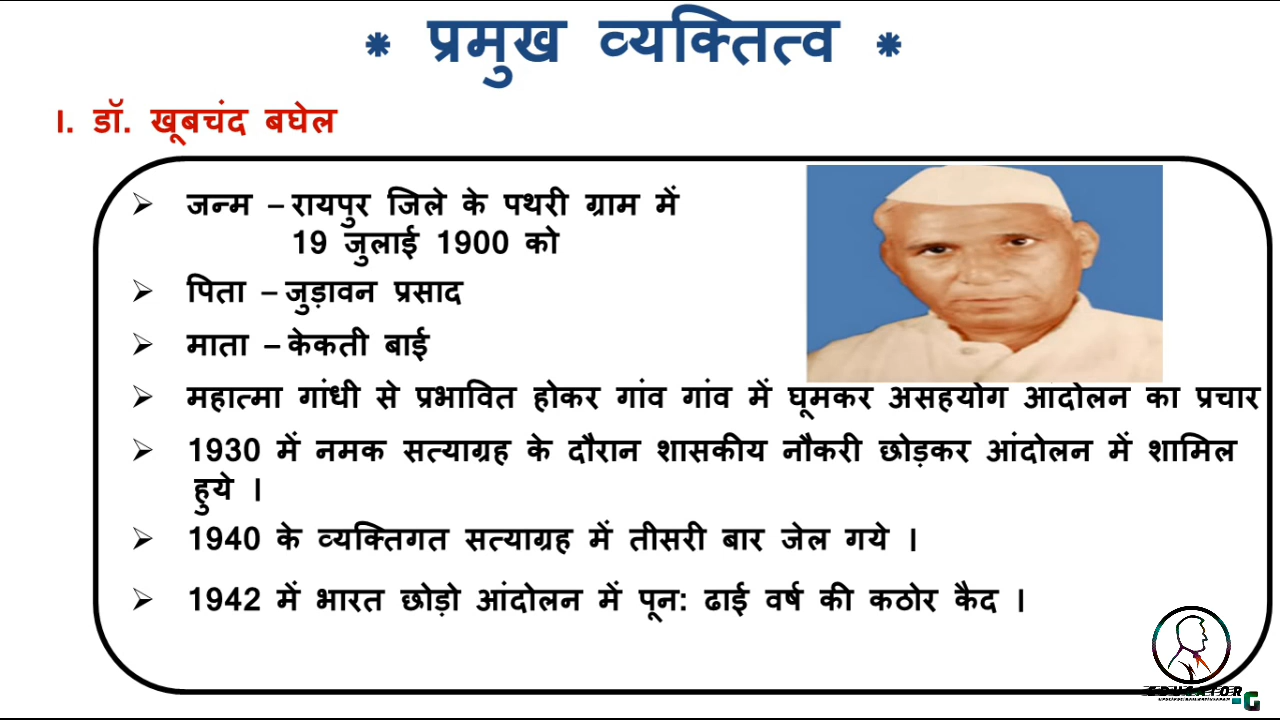 * प्रमुख व्यक्तित्व *
I. डॉ. खूबचंद बघेल
➢ जन्म – रायपुर जिले के पथरी ग्राम में
19 जुलाई 1900 को
➢ पिता – जुड़ावन प्रसाद
➢ माता – केकती बाई
➢ महात्मा गांधी से प्रभावित होकर गांव गांव में घूमकर असहयोग आंदोलन का प्रचार
➢ 1930 में नमक सत्याग्रह के दौरान शासकीय नौकरी छोड़कर आंदोलन में शामिल
हुये ।
➢ 1940 के व्यक्तिगत सत्याग्रह में तीसरी बार जेल गये ।
➢ 1942 में भारत छोड़ो आंदोलन में पून: ढाई वर्ष की कठोर कैद ।
EDUCATOR
-G